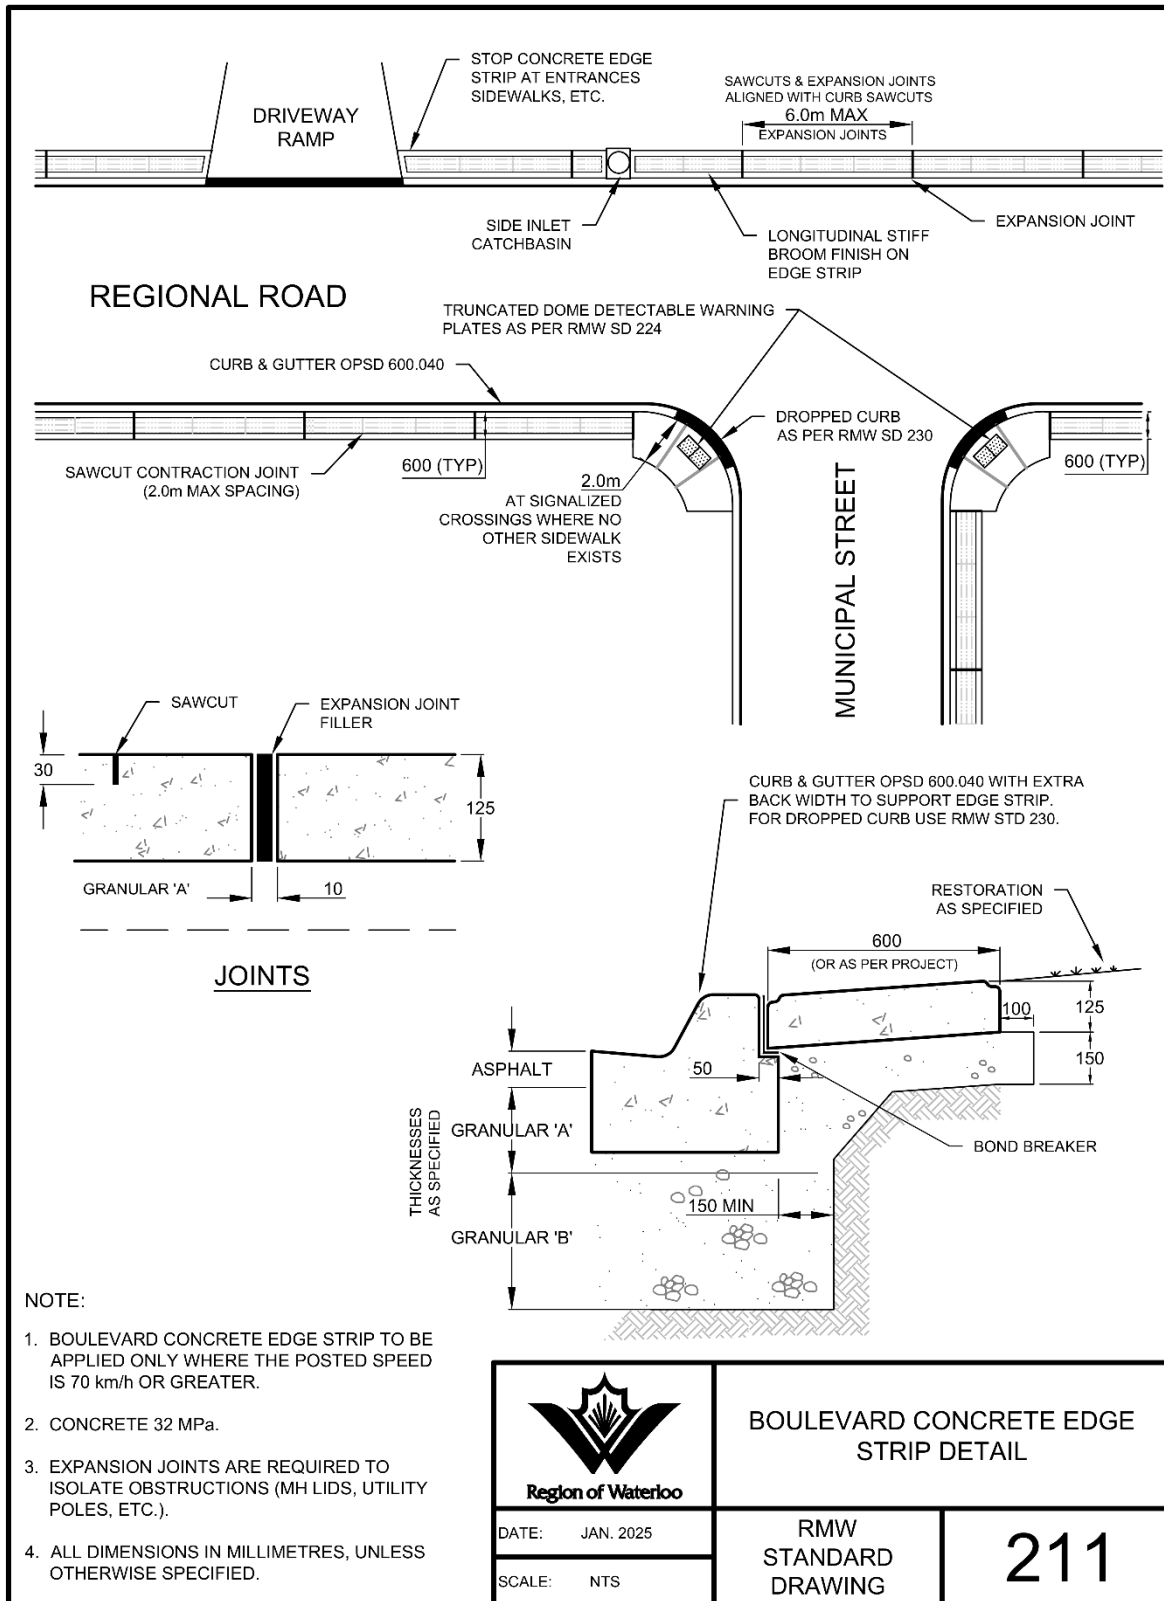 STOP CONCRETE EDGE
STRIP AT ENTRANCES
SIDEWALKS, ETC.
SAWCUTS & EXPANSION JOINTS
ALIGNED WITH CURB SAWCUTS
6.0m MAX
EXPANSION JOINTS
DRIVEWAY
RAMP
SIDE INLET
CATCHBASIN
LONGITUDINAL STIFF
BROOM FINISH ON
EDGE STRIP
EXPANSION JOINT
REGIONAL ROAD
TRUNCATED DOME DETECTABLE WARNING
PLATES AS PER RMW SD 224
CURB & GUTTER OPSD 600.040
DROPPED CURB
AS PER RMW SD 230
SAWCUT CONTRACTION JOINT
(2.0m MAX SPACING)
600 (TYP)
2.0m
AT SIGNALIZED
CROSSINGS WHERE NO
OTHER SIDEWALK
EXISTS
600 (TYP)
MUNICIPAL STREET
SAWCUT
EXPANSION JOINT
FILLER
30
125
GRANULAR 'A'
10
JOINTS
CURB & GUTTER OPSD 600.040 WITH EXTRA
BACK WIDTH TO SUPPORT EDGE STRIP.
FOR DROPPED CURB USE RMW STD 230.
RESTORATION
AS SPECIFIED
600
(OR AS PER PROJECT)
100
125
150
50
ASPHALT
GRANULAR 'A'
THICKNESSES
AS SPECIFIED
BOND BREAKER
150 MIN
GRANULAR 'B'
NOTE:
1. BOULEVARD CONCRETE EDGE STRIP TO BE
APPLIED ONLY WHERE THE POSTED SPEED
IS 70 km/h OR GREATER.
2. CONCRETE 32 MPa.
3. EXPANSION JOINTS ARE REQUIRED TO
ISOLATE OBSTRUCTIONS (MH LIDS, UTILITY
POLES, ETC.).
4. ALL DIMENSIONS IN MILLIMETRES, UNLESS
OTHERWISE SPECIFIED.
Region of Waterloo
BOULEVARD CONCRETE EDGE
STRIP DETAIL
DATE: JAN. 2025
SCALE: NTS
RMW
STANDARD
DRAWING
211